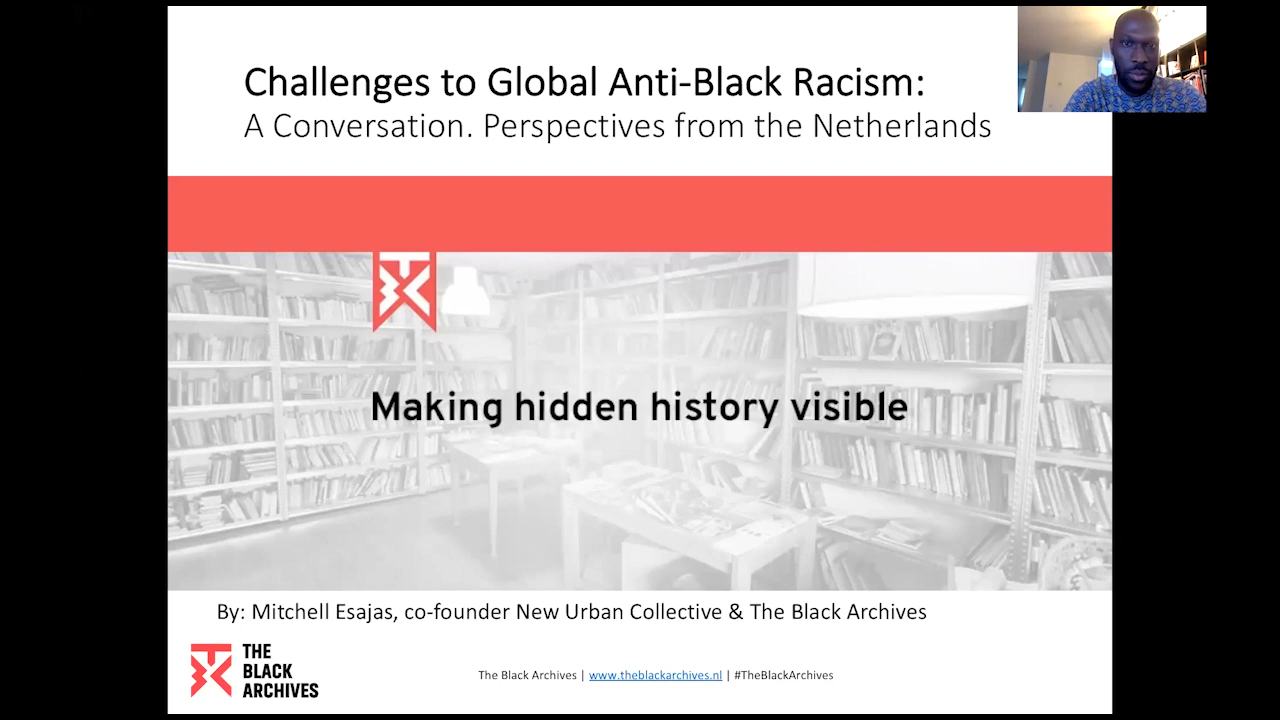 Challenges to Global Anti-Black Racism:
A Conversation. Perspectives from the Netherlands
Making hidden history visible
By: Mitchell Esajas, co-founder New Urban Collective & The Black Archives
THE
BLACK
ARCHIVES
The Black Archives | www.theblackarchives.nl | #TheBlackArchives